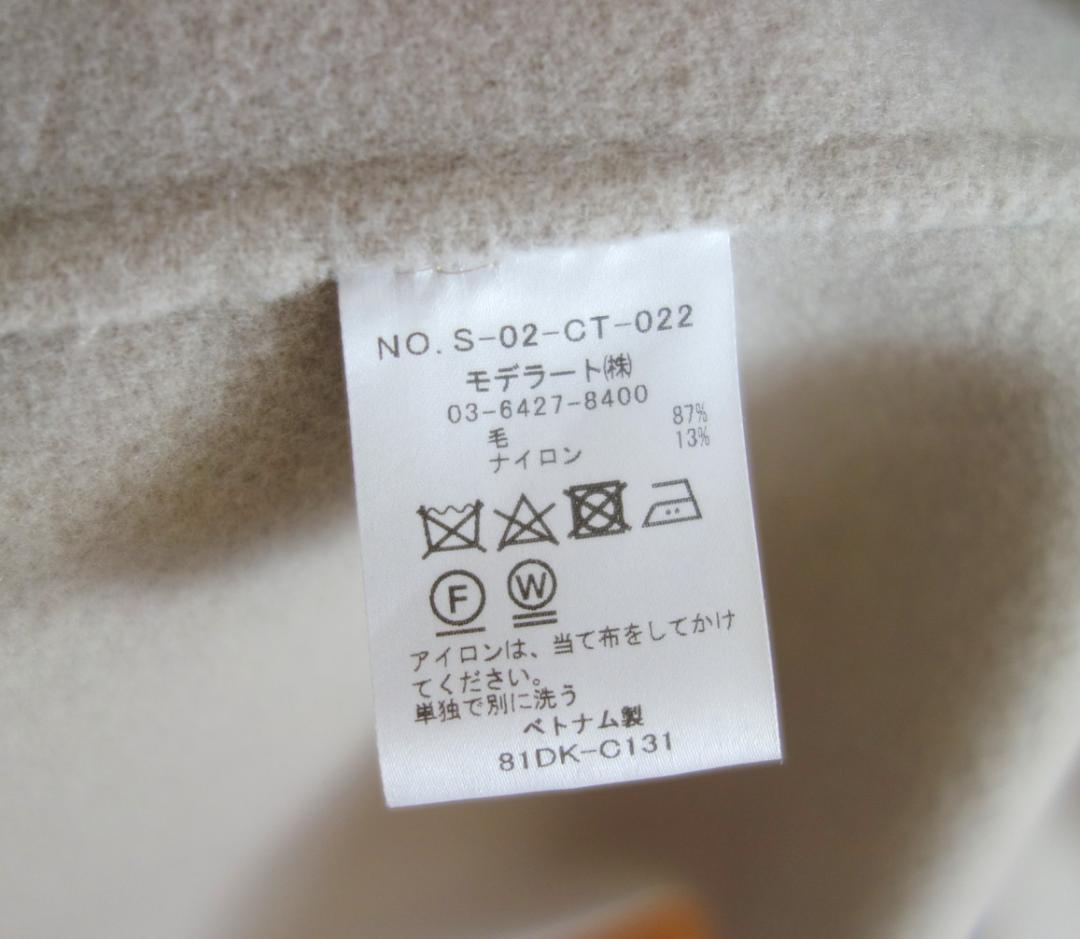 NO.S-02-CT-022
モデラート㈱
03-6427-8400
毛 87%
ナイロン 13%
F W
アイロンは、当て布をしてかけ
てください。
単独で別に洗う
ベトナム製
81DK-C131